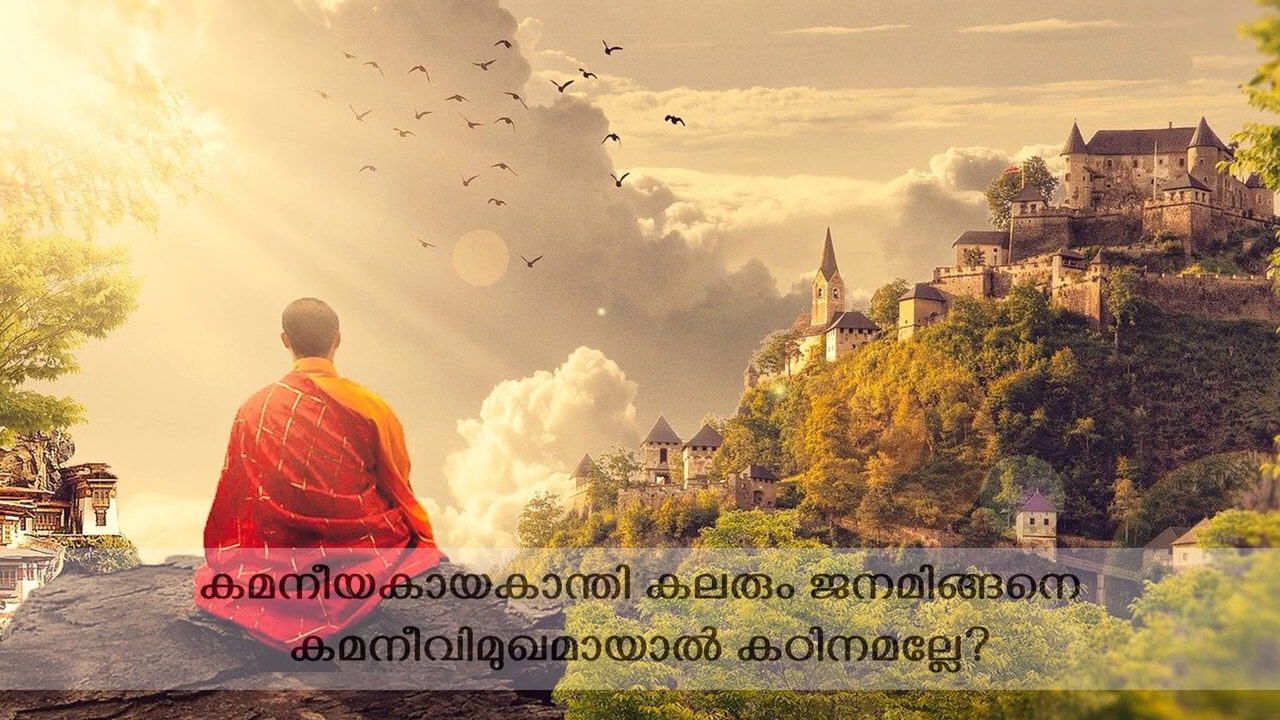 കമനീയകായകാന്തി കലരും ജനമിങ്ങനെ
കമനീവിമുഖമായാൽ കഠിനമല്ലേ?